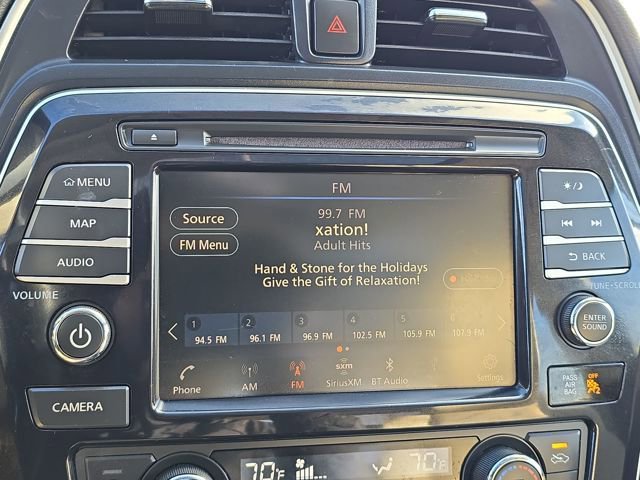 MENU
MAP
AUDIO
VOLUME
CAMERA
FM
Source
FM Menu
99.7 FM
xation!
Adult Hits
Hand & Stone for the Holidays
Give the Gift of Relaxation!
1 2 3 4 5 6
94.5 FM 96.1 FM 96.9 FM 102.5 FM 105.9 FM 107.9 FM
Phone AM FM sxm SiriusXM BT Audio Settings
BACK
TUNE•SCROLL
ENTER
SOUND
PASS
AIR
BAG
OFF
2
70°F
70°F